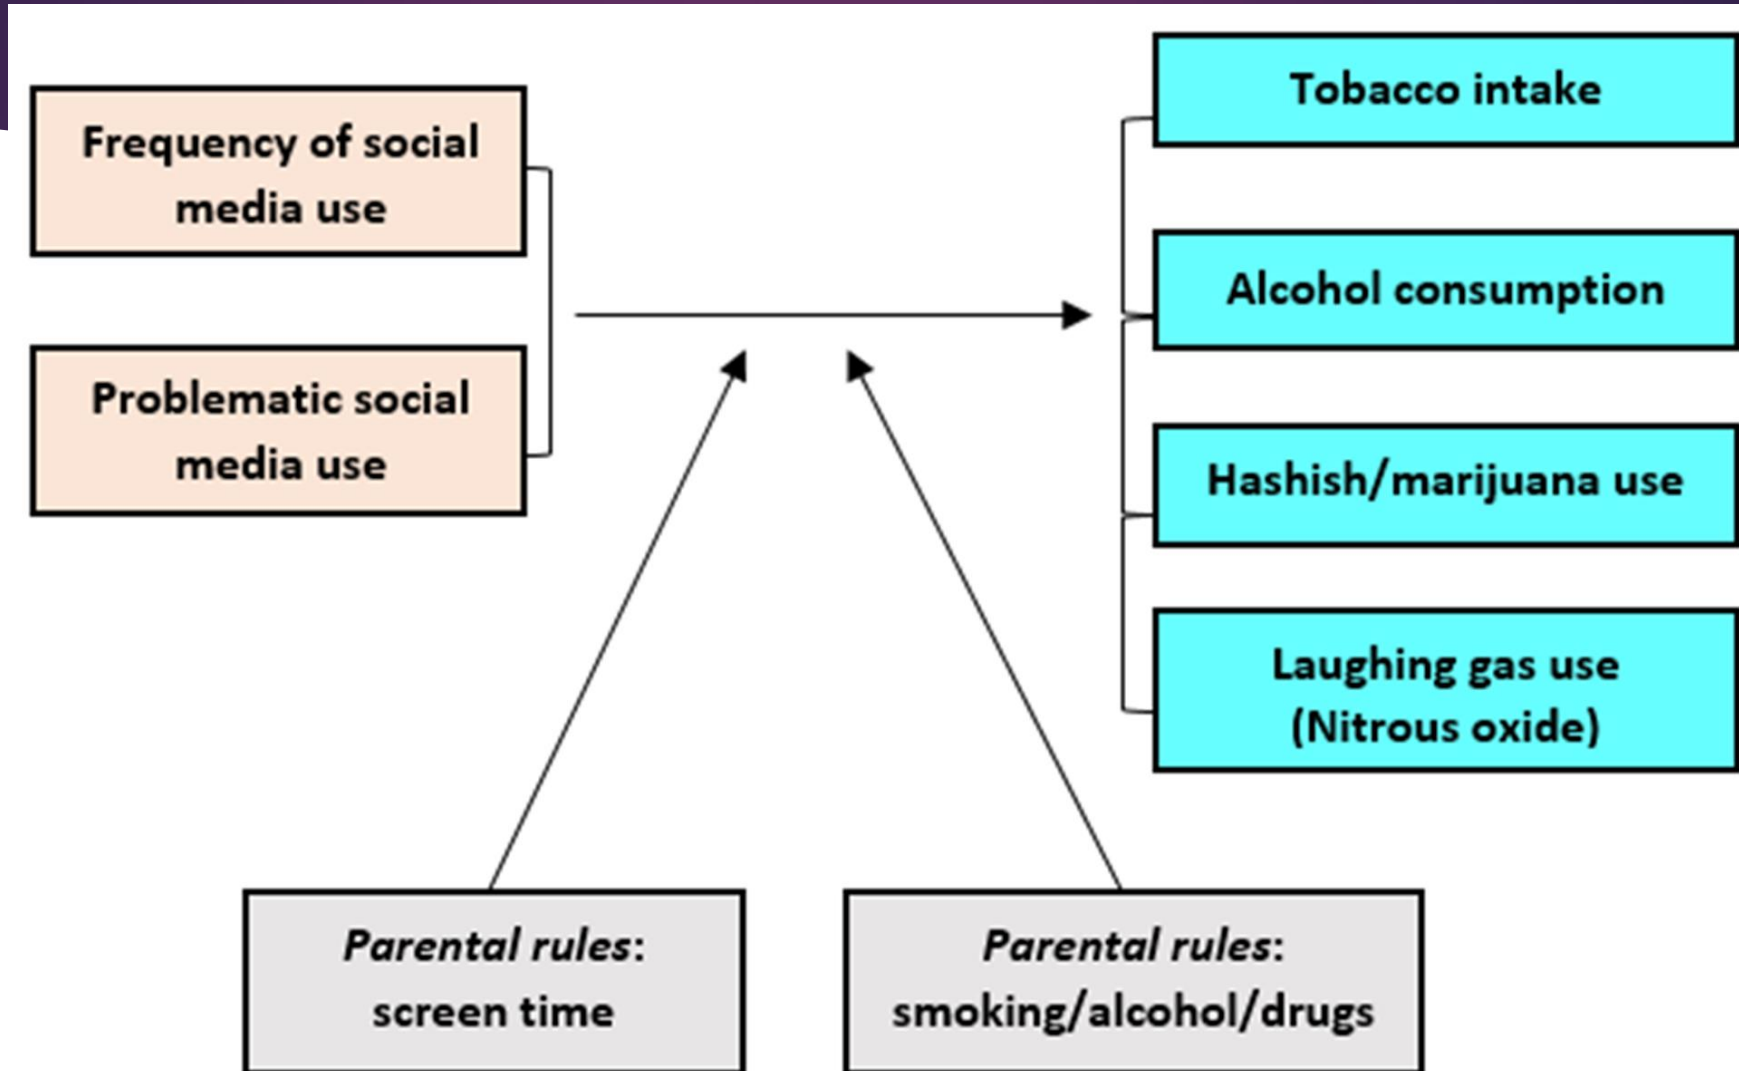 Frequency of social
media use
Problematic social
media use
Tobacco intake
Alcohol consumption
Hashish/marijuana use
Laughing gas use
(Nitrous oxide)
Parental rules:
screen time
Parental rules:
smoking/alcohol/drugs